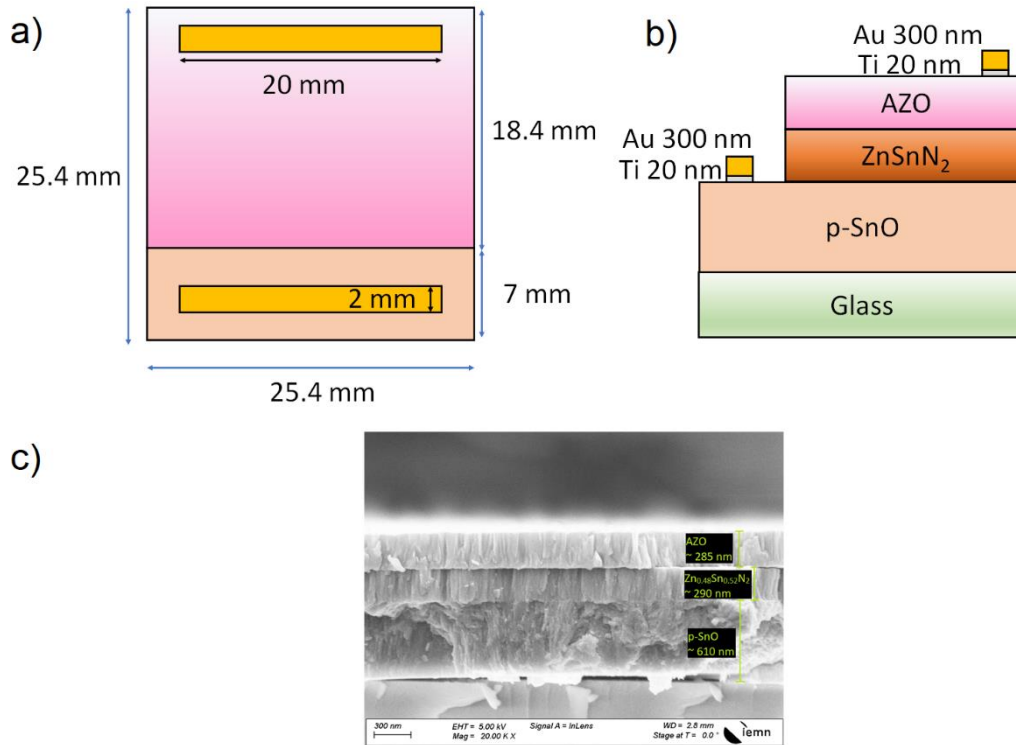 a)
20 mm
25.4 mm
18.4 mm
2 mm
7 mm
25.4 mm
b)
Au 300 nm
Ti 20 nm
AZO
Au 300 nm
Ti 20 nm
ZnSnN₂
p-SnO
Glass
c)
AZO
~ 285 nm
Zn₀,₄₈Sn₀,₅₂N₂
~ 290 nm
p-SnO
~ 610 nm
300 nm
EHT = 5.00 kV
Mag = 20.00 K X
Signal A = InLens
WD = 2.8 mm
Stage at T = 0.0 °
iemn